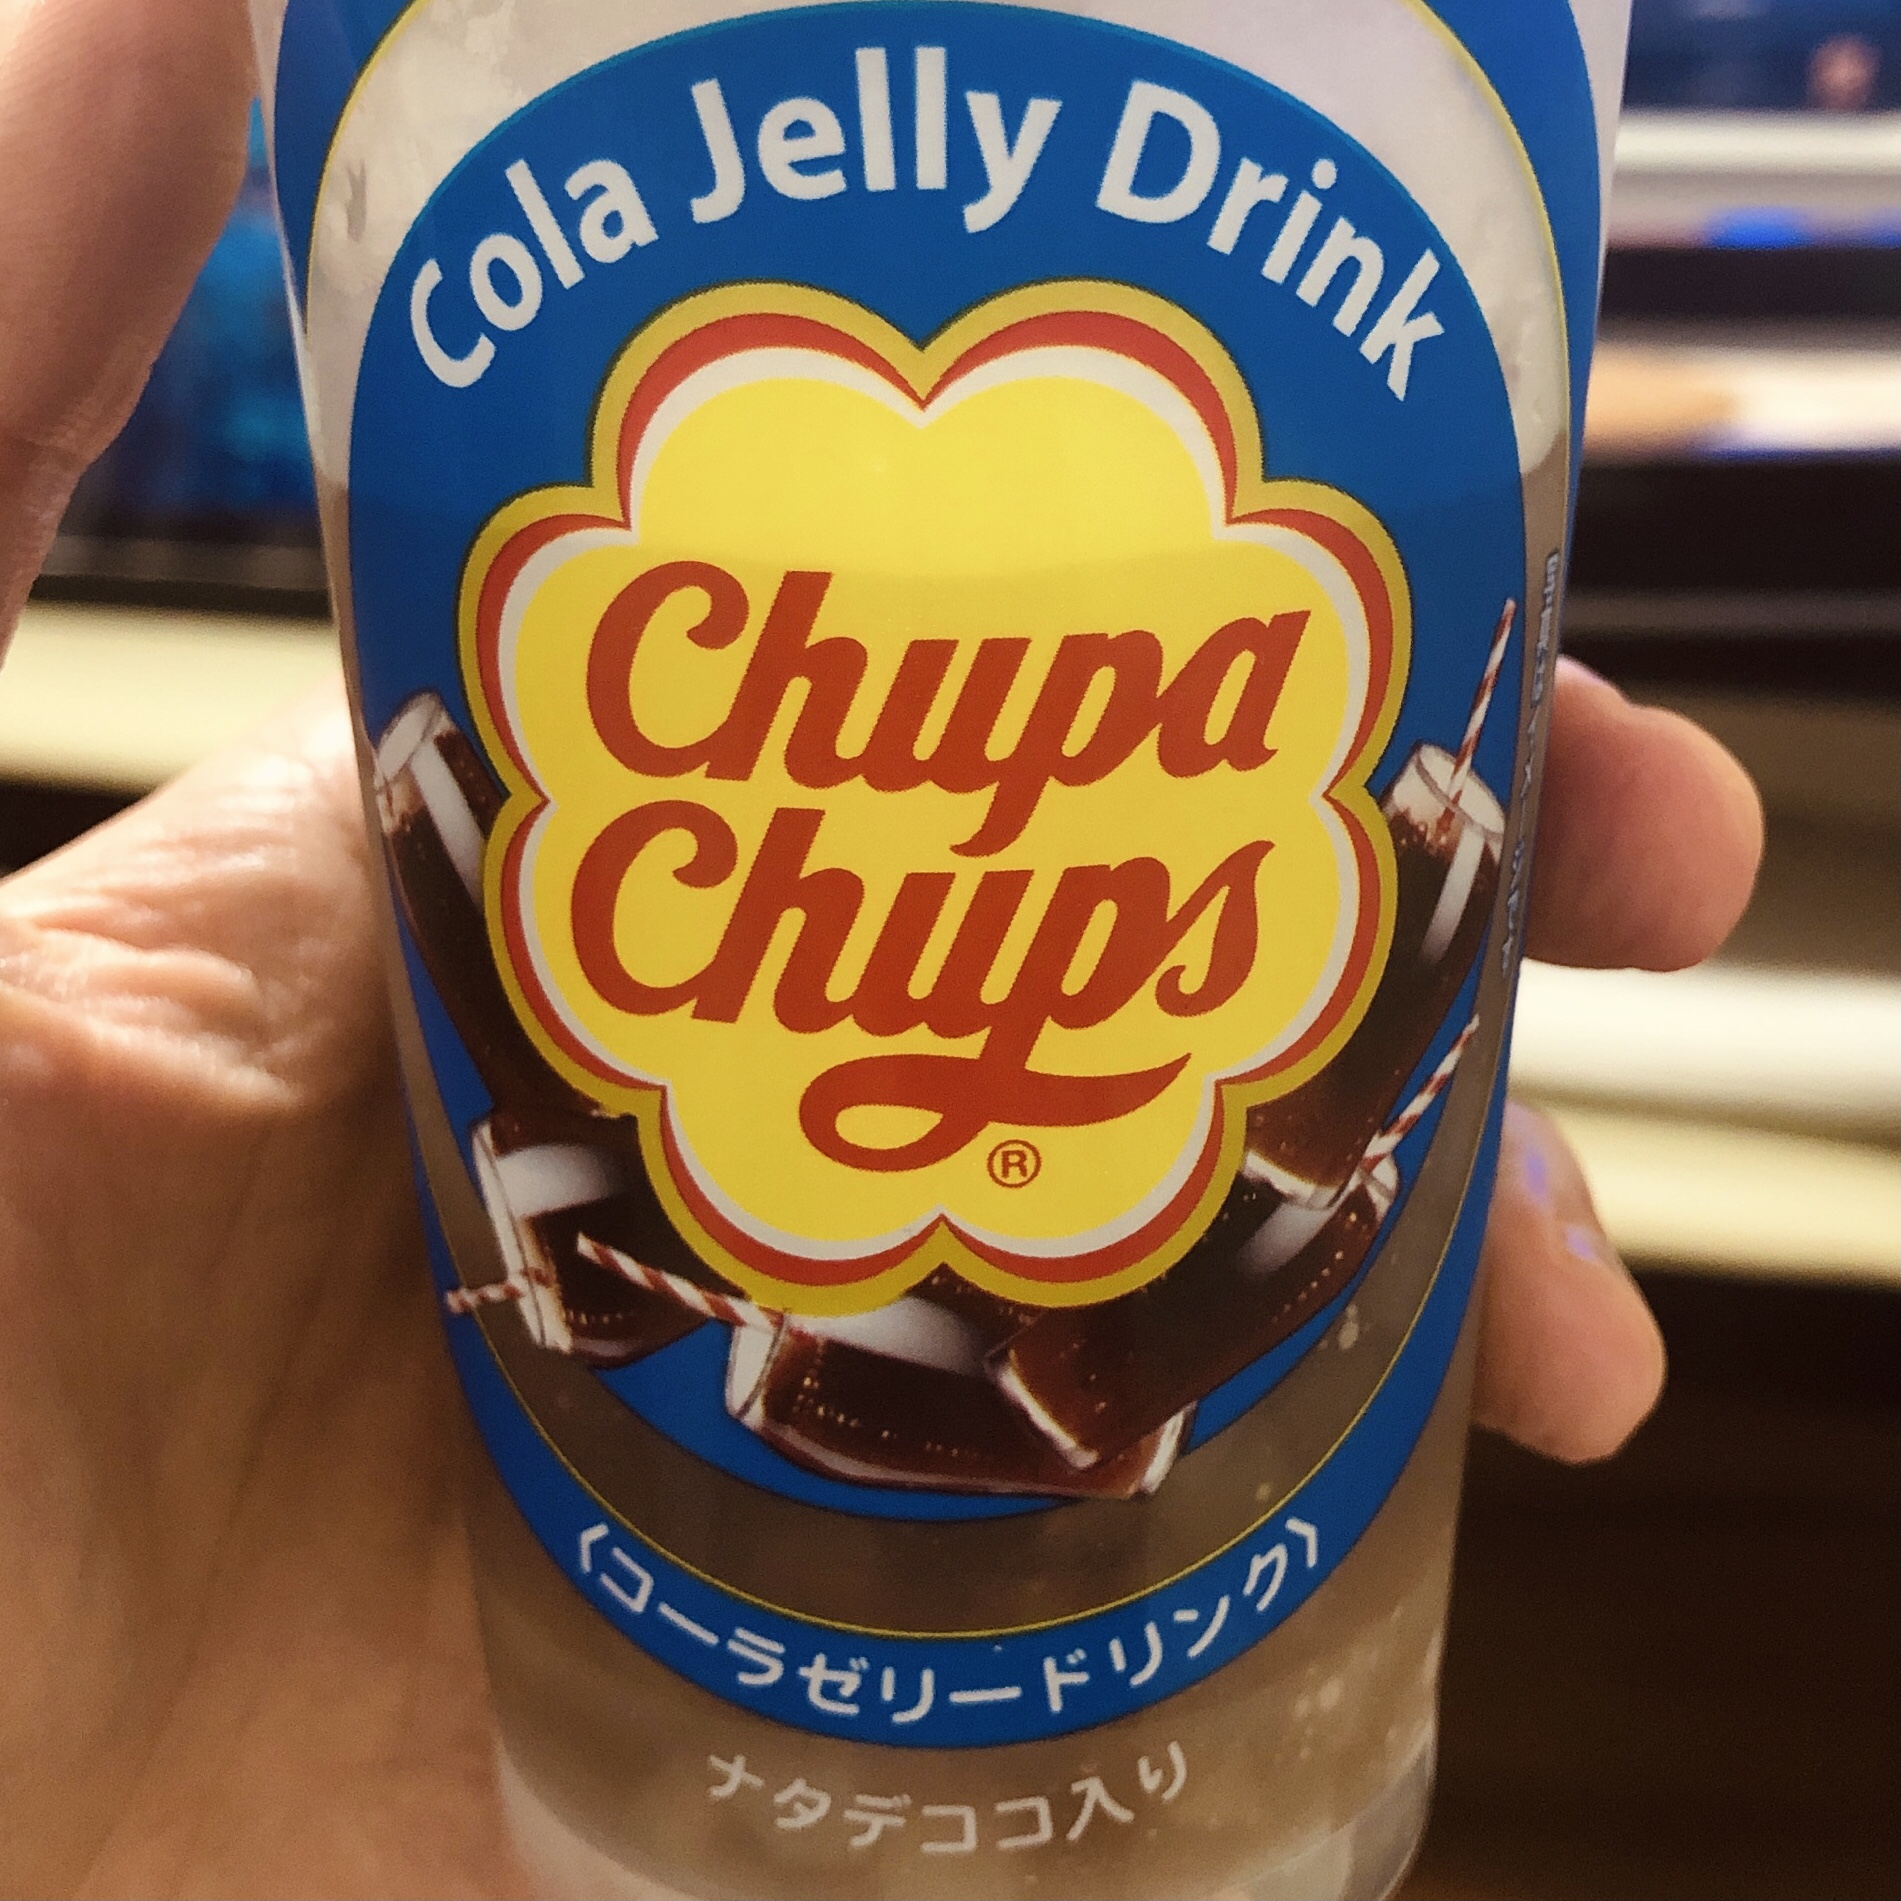 Cola Jelly Drink
Chupa
Chups
®
〈コーラゼリードリンク〉
ナタデココ入り